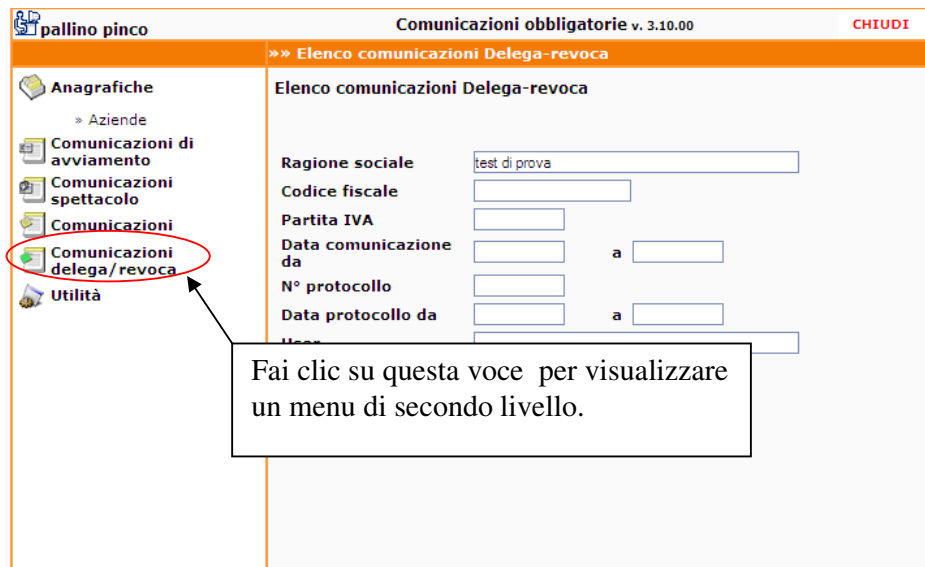 pallino pinco
Comunicazioni obbligatorie v. 3.10.00
CHIUDI
»» Elenco comunicazioni Delega-revoca
Anagrafiche
» Aziende
Comunicazioni di
avviamento
Comunicazioni
spettacolo
Comunicazioni
Comunicazioni
delega/revoca
Utilità
Elenco comunicazioni Delega-revoca
Ragione sociale test di prova
Codice fiscale
Partita IVA
Data comunicazione
da a
N° protocollo
Data protocollo da a
User
Fai clic su questa voce per visualizzare
un menu di secondo livello.